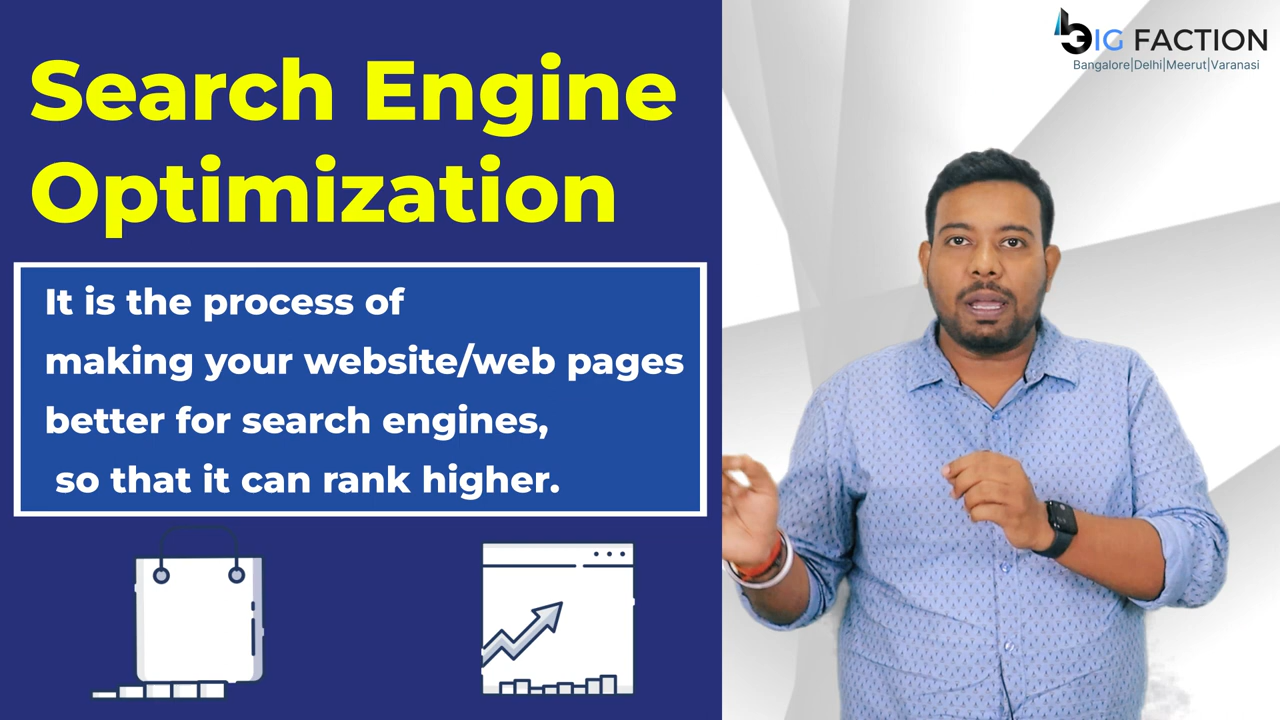 Search Engine
Optimization
It is the process of
making your website/web pages
better for search engines,
so that it can rank higher.
BIG FACTION
Bangalore|Delhi|Meerut|Varanasi